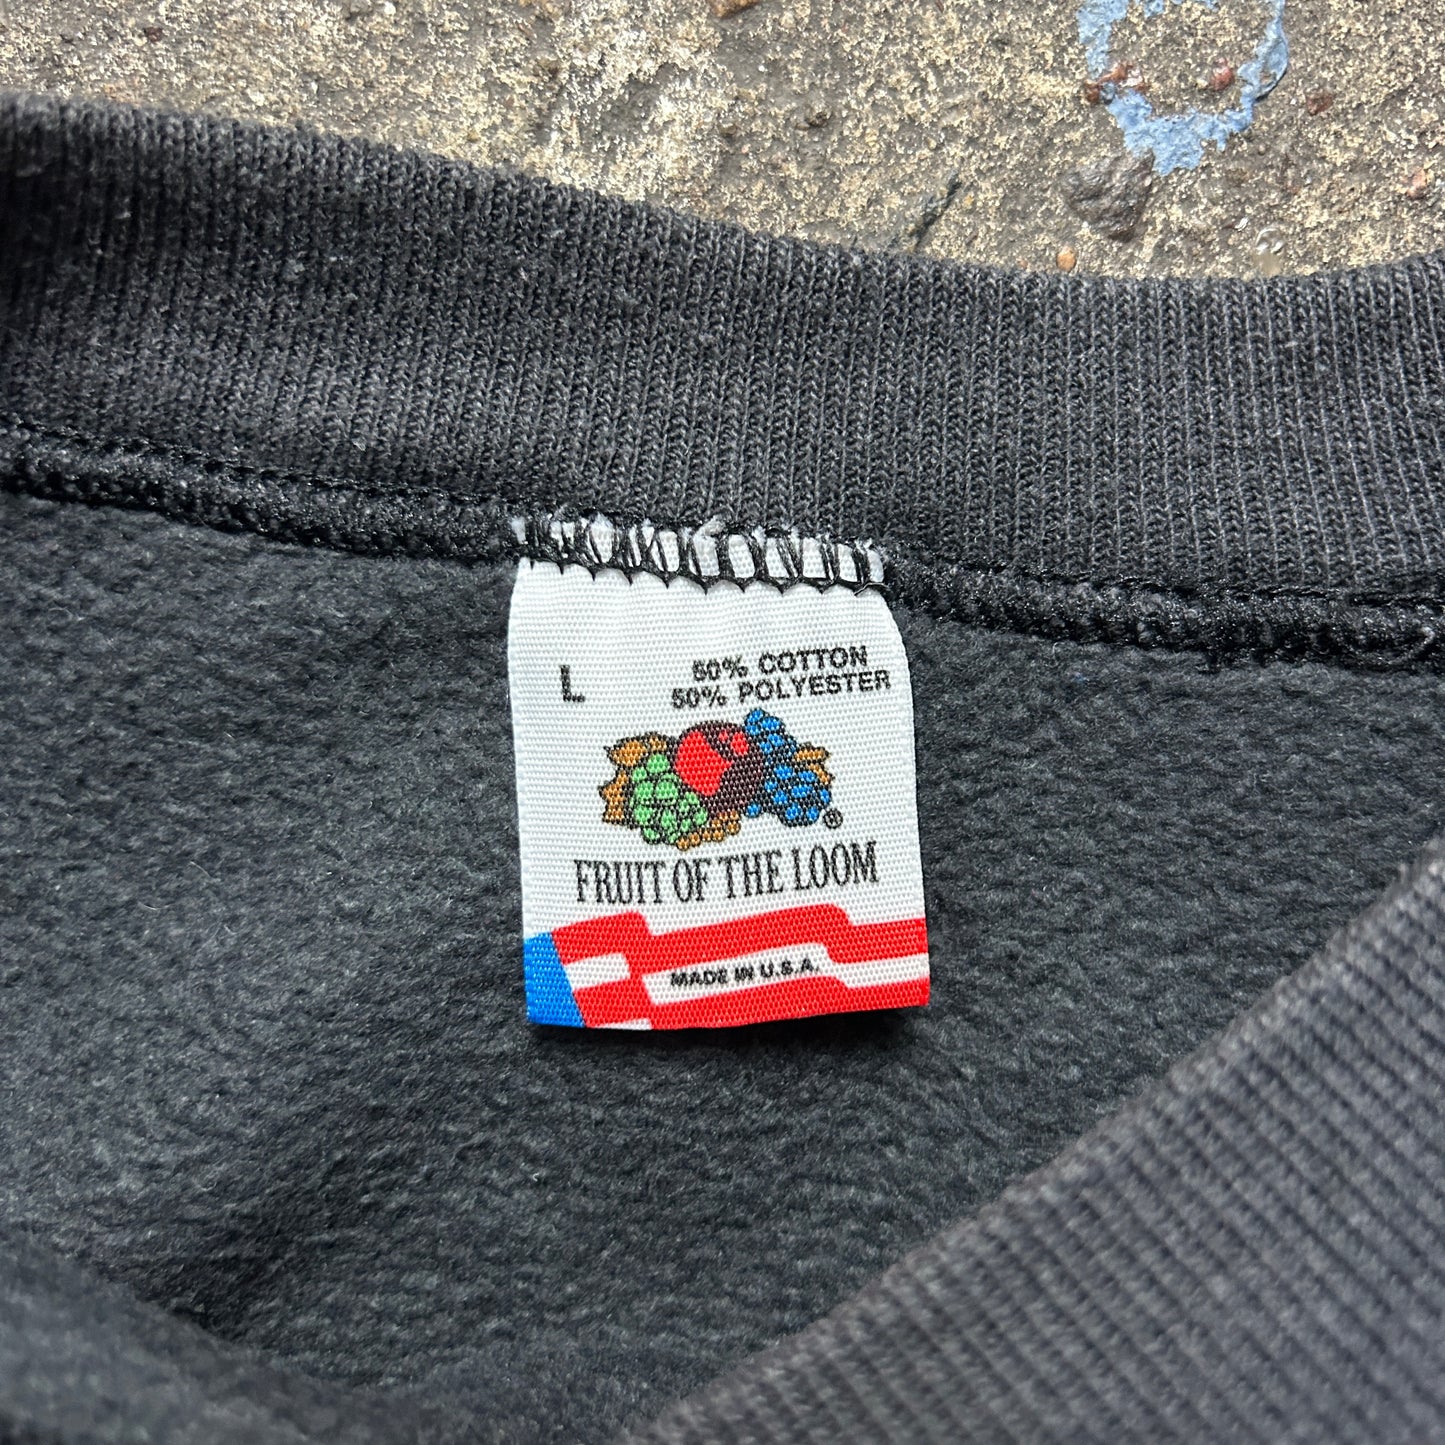 L
50% COTTON
50% POLYESTER
®
FRUIT OF THE LOOM
MADE IN U.S.A.